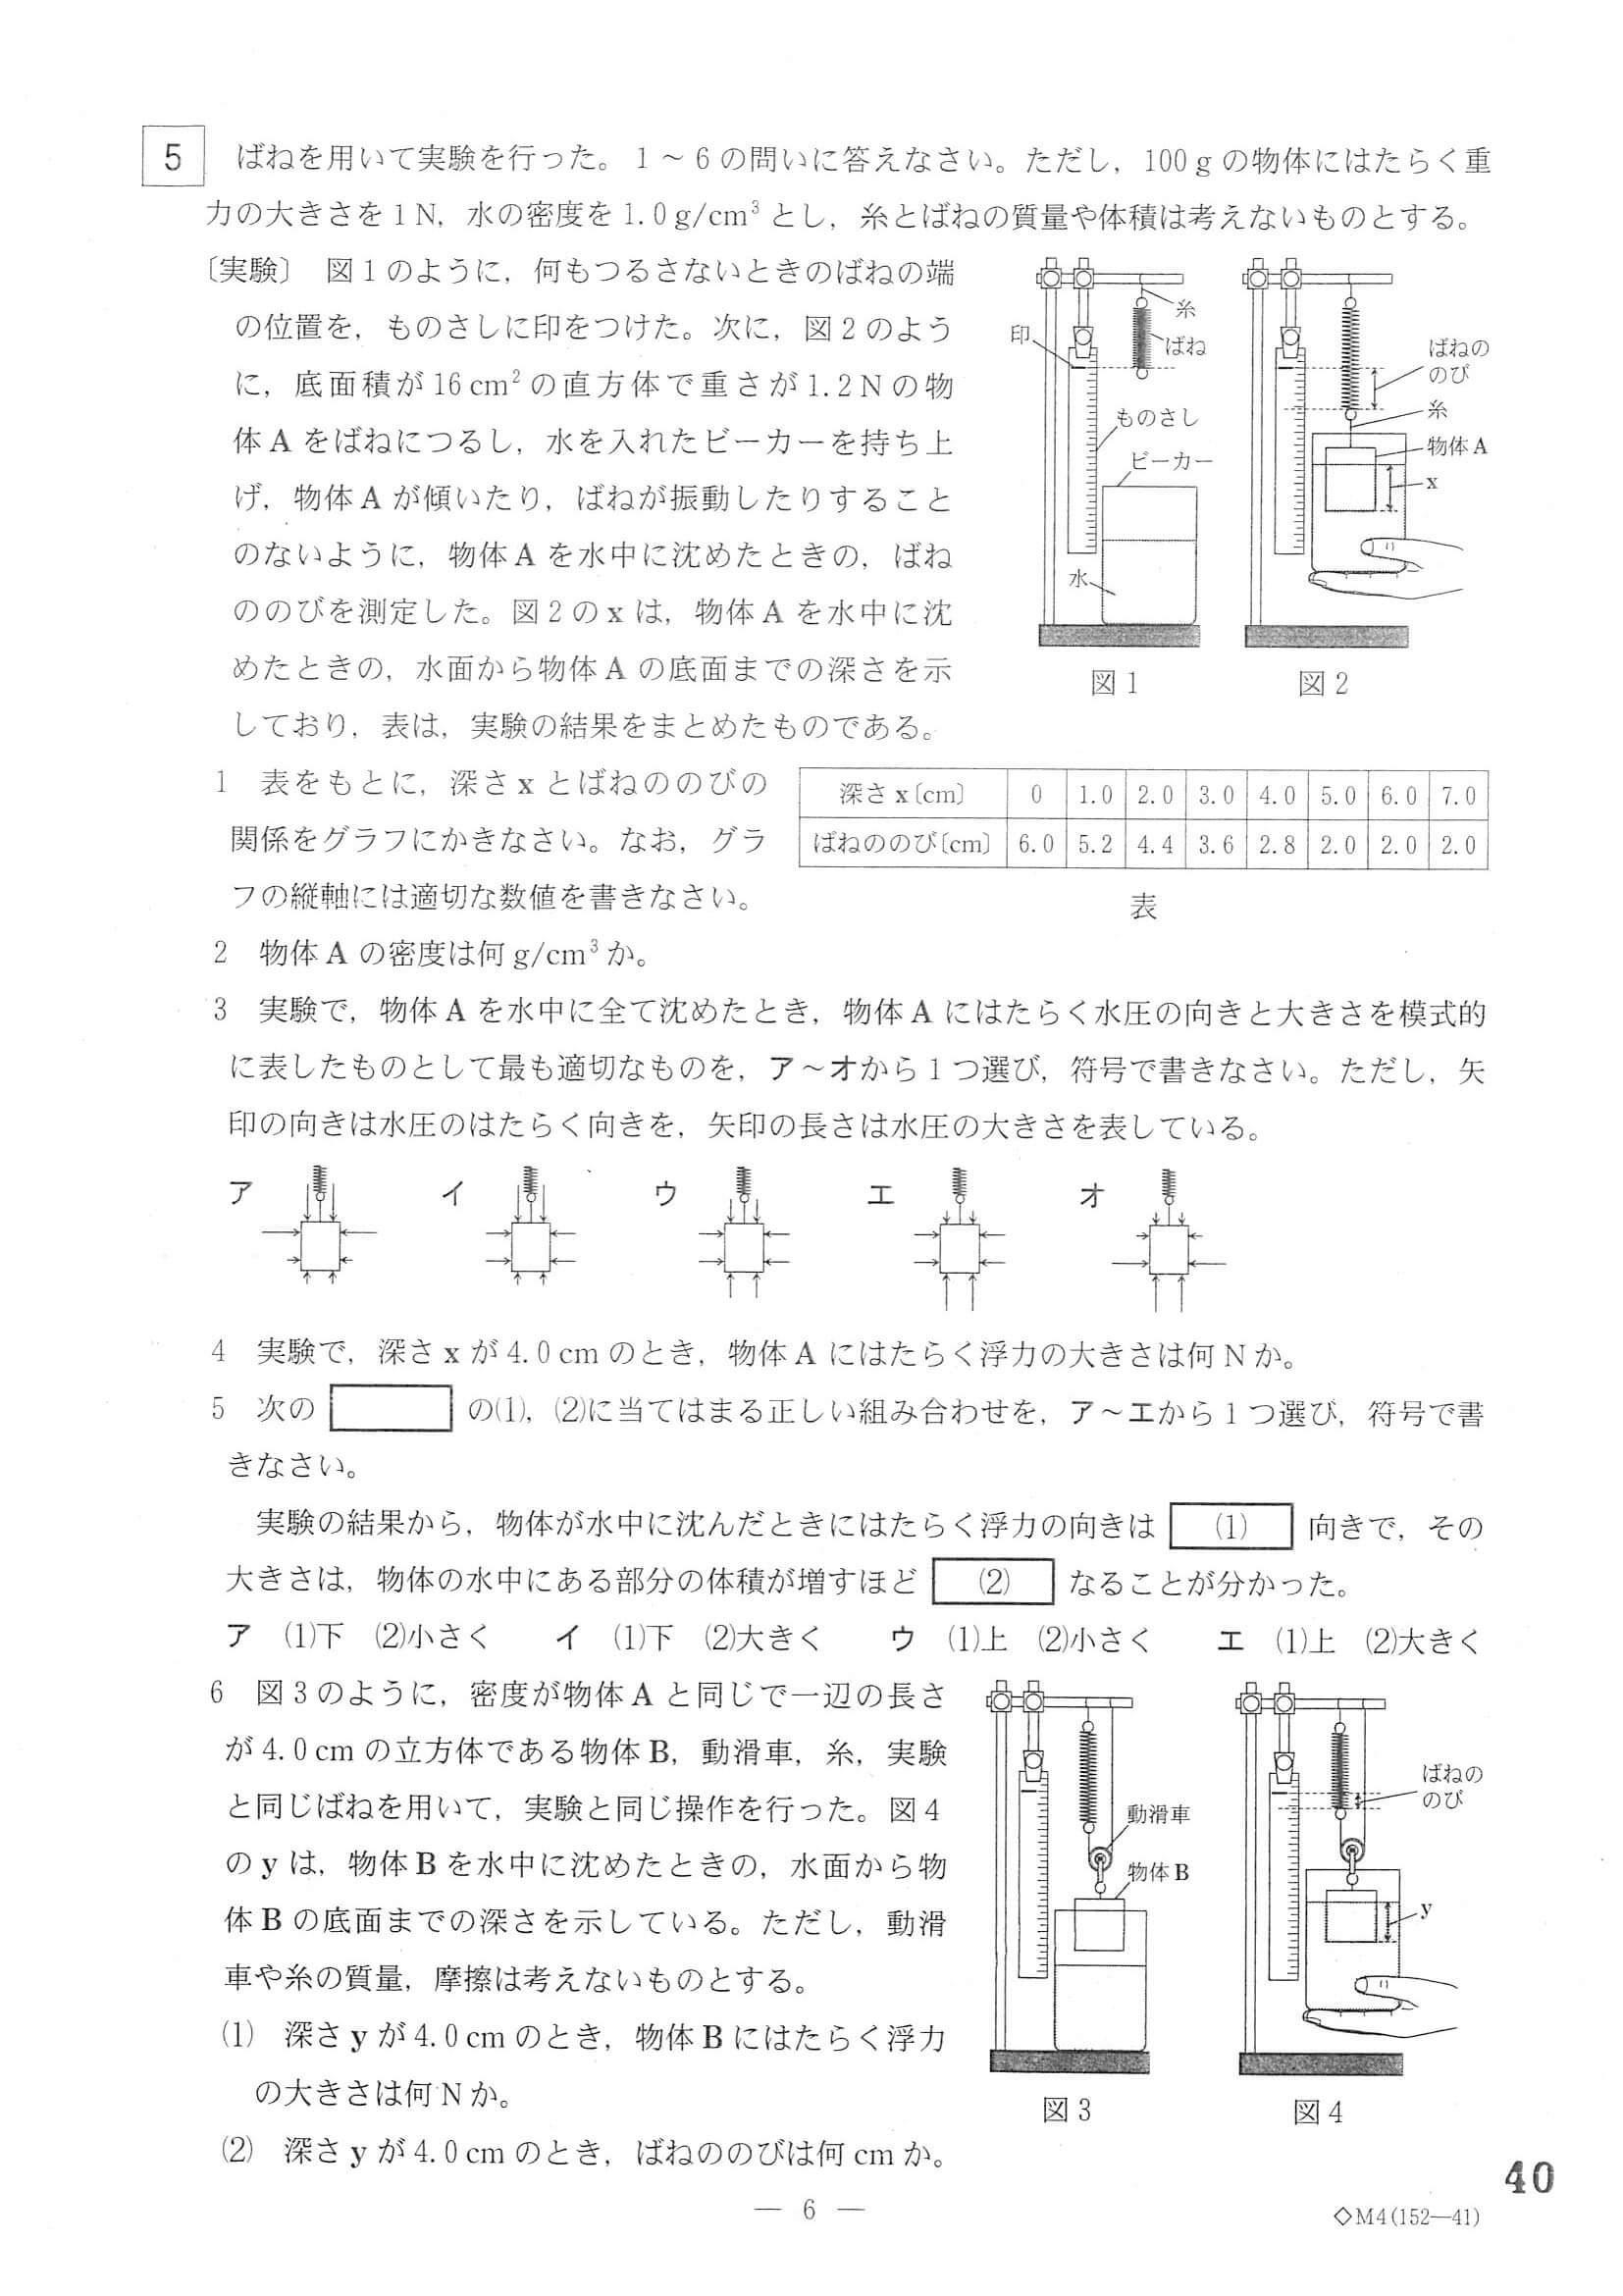 5 ばねを用いて実験を行った。1～6の問いに答えなさい。ただし，100gの物体にはたらく重
力の大きさを1N，水の密度を1.0g/cm³とし，糸とばねの質量や体積は考えないものとする。
〔実験〕 図1のように，何もつるさないときのばねの端
の位置を，ものさしに印をつけた。次に，図2のよう
に，底面積が16cm²の直方体で重さが1.2Nの物
体Aをばねにつるし，水を入れたビーカーを持ち上
げ，物体Aが傾いたり，ばねが振動したりすること
のないように，物体Aを水中に沈めたときの，ばね
ののびを測定した。図2のxは，物体Aを水中に沈
めたときの，水面から物体Aの底面までの深さを示
しており，表は，実験の結果をまとめたものである。
印
糸
ばね
ものさし
ビーカー
水
図1
ばねの
のび
糸
物体A
x
図2
1 表をもとに，深さxとばねののびの
関係をグラフにかきなさい。なお，グラ
フの縦軸には適切な数値を書きなさい。
深さx〔cm〕 0 1.0 2.0 3.0 4.0 5.0 6.0 7.0
ばねののび〔cm〕 6.0 5.2 4.4 3.6 2.8 2.0 2.0 2.0
表
2 物体Aの密度は何g/cm³か。
3 実験で，物体Aを水中に全て沈めたとき，物体Aにはたらく水圧の向きと大きさを模式的
に表したものとして最も適切なものを，ア～オから1つ選び，符号で書きなさい。ただし，矢
印の向きは水圧のはたらく向きを，矢印の長さは水圧の大きさを表している。
ア イ ウ エ オ
4 実験で，深さxが4.0cmのとき，物体Aにはたらく浮力の大きさは何Nか。
5 次の の(1)，(2)に当てはまる正しい組み合わせを，ア～エから1つ選び，符号で書
きなさい。
実験の結果から，物体が水中に沈んだときにはたらく浮力の向きは (1) 向きで，その
大きさは，物体の水中にある部分の体積が増すほど (2) なることが分かった。
ア (1)下 (2)小さく イ (1)下 (2)大きく ウ (1)上 (2)小さく エ (1)上 (2)大きく
6 図3のように，密度が物体Aと同じで一辺の長さ
が4.0cmの立方体である物体B，動滑車，糸，実験
と同じばねを用いて，実験と同じ操作を行った。図4
のyは，物体Bを水中に沈めたときの，水面から物
体Bの底面までの深さを示している。ただし，動滑
車や糸の質量，摩擦は考えないものとする。
(1) 深さyが4.0cmのとき，物体Bにはたらく浮力
の大きさは何Nか。
(2) 深さyが4.0cmのとき，ばねののびは何cmか。
動滑車
物体B
図3
ばねの
のび
y
図4
— 6 —
40
◇M4(152—41)